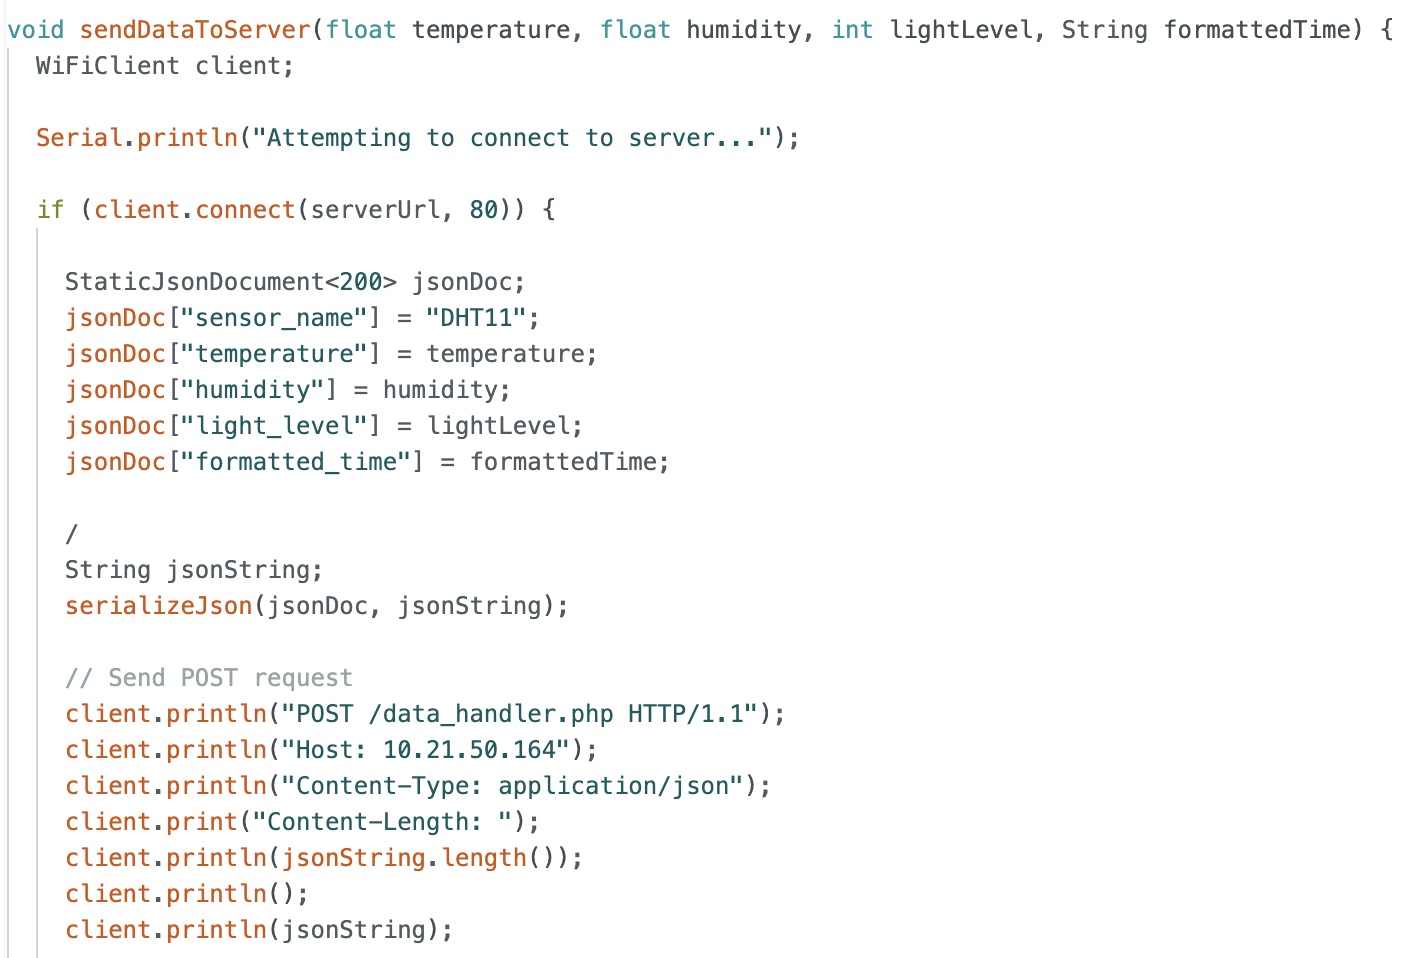 void sendDataToServer(float temperature, float humidity, int lightLevel, String formattedTime) {
WiFiClient client;
Serial.println("Attempting to connect to server...");
if (client.connect(serverUrl, 80)) {
StaticJsonDocument<200> jsonDoc;
jsonDoc["sensor_name"] = "DHT11";
jsonDoc["temperature"] = temperature;
jsonDoc["humidity"] = humidity;
jsonDoc["light_level"] = lightLevel;
jsonDoc["formatted_time"] = formattedTime;
/
String jsonString;
serializeJson(jsonDoc, jsonString);
// Send POST request
client.println("POST /data_handler.php HTTP/1.1");
client.println("Host: 10.21.50.164");
client.println("Content-Type: application/json");
client.print("Content-Length: ");
client.println(jsonString.length());
client.println();
client.println(jsonString);